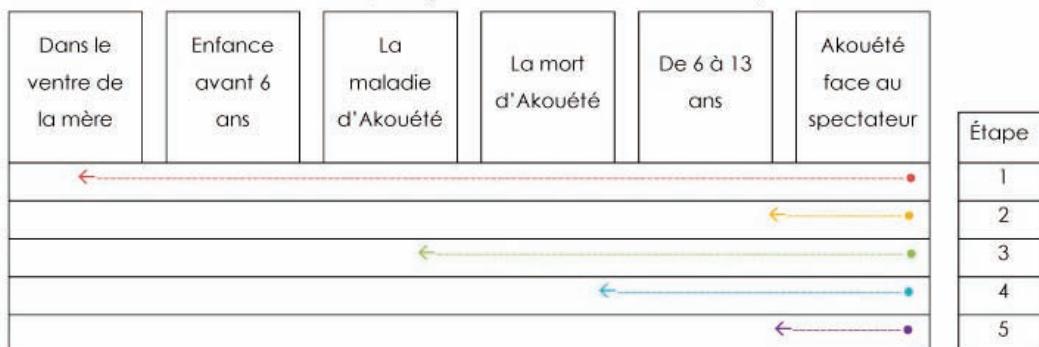 Dans le
ventre de
la mère
Enfance
avant 6
ans
La
maladie
d'Akouété
La mort
d'Akouété
De 6 à 13
ans
Akouété
face au
spectateur
Étape
1
2
3
4
5